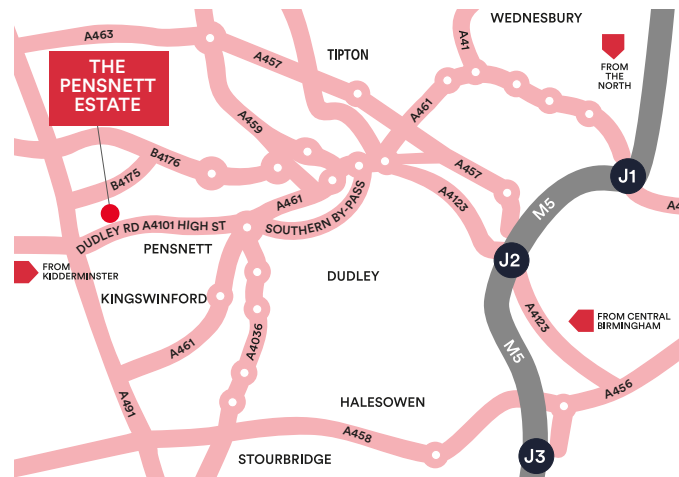 WEDNESBURY
A463
A41
TIPTON
FROM
THE
NORTH
A457
THE
PENSNETT
ESTATE
A461
A459
B4176
A457
J1
B4175
A461
A4123
M5
A4
SOUTHERN BY-PASS
DUDLEY RD A4101 HIGH ST
PENSNETT
J2
FROM
KIDDERMINSTER
DUDLEY
KINGSWINFORD
A4123
FROM CENTRAL
BIRMINGHAM
A461
A4036
M5
A491
HALESOWEN
A456
A458
STOURBRIDGE
J3